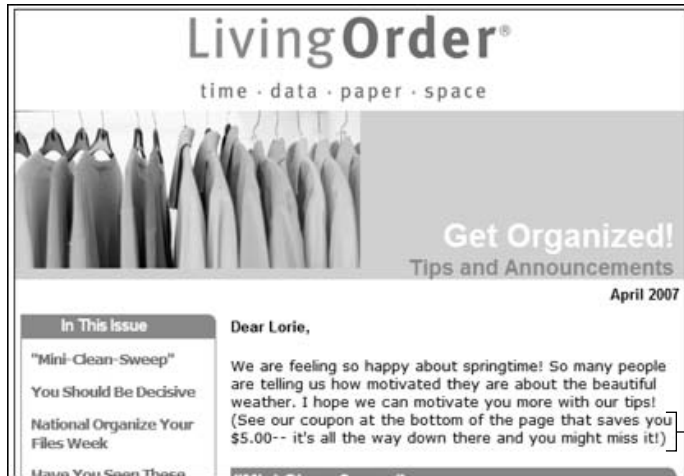 LivingOrder®
time · data · paper · space
Get Organized!
Tips and Announcements
April 2007
In This Issue
"Mini-Clean-Sweep"
You Should Be Decisive
National Organize Your
Files Week
Have You Seen These
Dear Lorie,
We are feeling so happy about springtime! So many people
are telling us how motivated they are about the beautiful
weather. I hope we can motivate you more with our tips!
(See our coupon at the bottom of the page that saves you
$5.00-- it's all the way down there and you might miss it!)